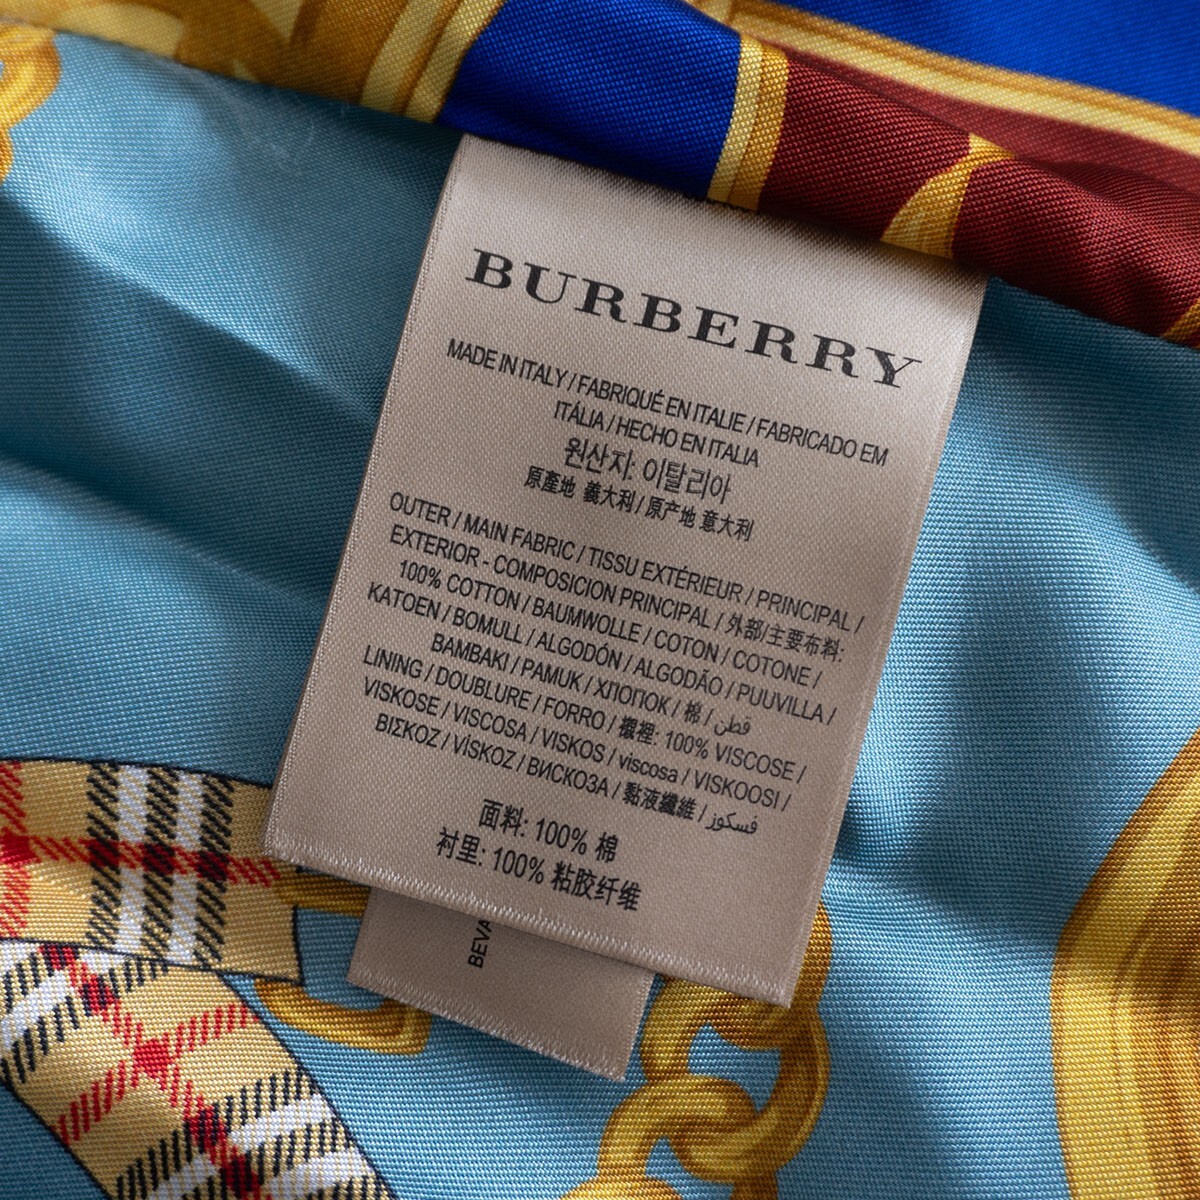 BURBERRY
MADE IN ITALY / FABRIQUÉ EN ITALIE / FABRICADO EM
ITÁLIA / HECHO EN ITALIA
원산지: 이탈리아
原產地 義大利 / 原产地 意大利
OUTER / MAIN FABRIC / TISSU EXTÉRIEUR / PRINCIPAL /
EXTERIOR - COMPOSICION PRINCIPAL / 外部/主要布料:
100% COTTON / BAUMWOLLE / COTON / COTONE /
KATOEN / BOMULL / ALGODÓN / ALGODÃO / PUUVILLA /
BAMBAKI / PAMUK / ХЛОПОК / 棉 / قطن
LINING / DOUBLURE / FORRO / 襯裡: 100% VISCOSE /
VISKOSE / VISCOSA / VISKOS / viscosa / VISKOOSI /
ΒΙΣΚΟΖ / VİSKOZ / ВИСКОЗА / 黏液纖維 / فسكوز
面料: 100% 棉
衬里: 100% 粘胶纤维